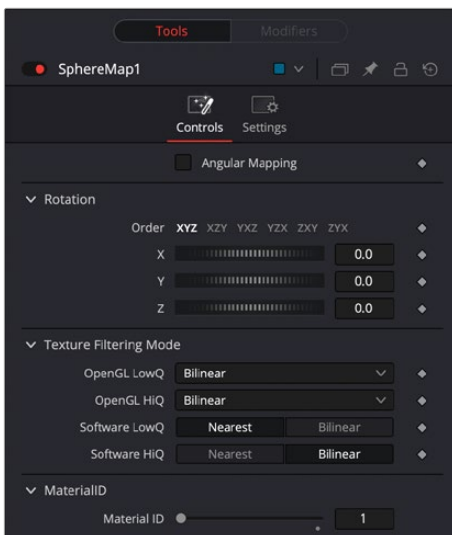 Tools Modifiers
SphereMap1
Controls Settings
Angular Mapping
Rotation
Order XYZ XZY YXZ YZX ZXY ZYX
X 0.0
Y 0.0
Z 0.0
Texture Filtering Mode
OpenGL LowQ Bilinear
OpenGL HiQ Bilinear
Software LowQ Nearest Bilinear
Software HiQ Nearest Bilinear
MaterialID
Material ID 1